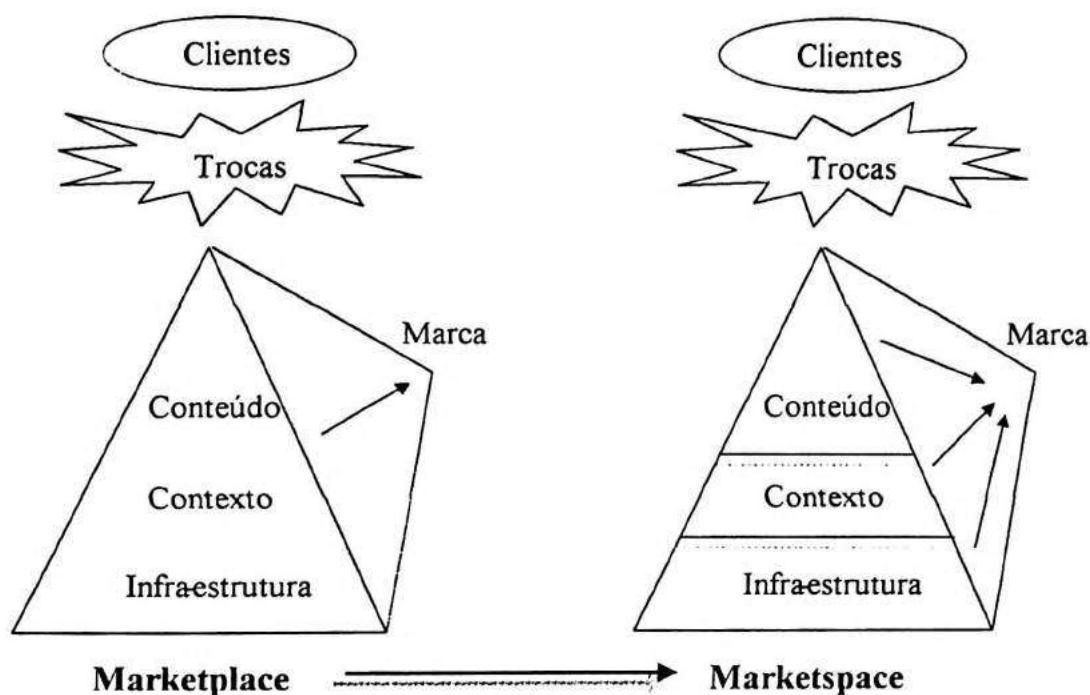 Clientes
Clientes
Trocas
Trocas
Marca
Marca
Conteúdo
Conteúdo
Contexto
Contexto
Infra-estrutura
Infra-estrutura
Marketplace
Marketspace